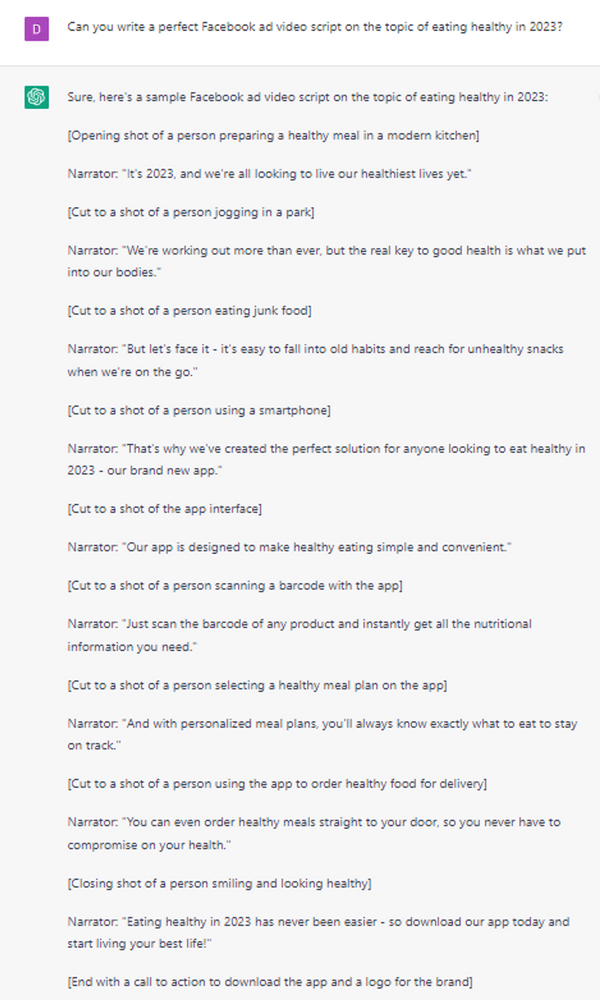 D
Can you write a perfect Facebook ad video script on the topic of eating healthy in 2023?
Sure, here's a sample Facebook ad video script on the topic of eating healthy in 2023:
[Opening shot of a person preparing a healthy meal in a modern kitchen]
Narrator: "It's 2023, and we're all looking to live our healthiest lives yet."
[Cut to a shot of a person jogging in a park]
Narrator: "We're working out more than ever, but the real key to good health is what we put
into our bodies."
[Cut to a shot of a person eating junk food]
Narrator: "But let's face it - it's easy to fall into old habits and reach for unhealthy snacks
when we're on the go."
[Cut to a shot of a person using a smartphone]
Narrator: "That's why we've created the perfect solution for anyone looking to eat healthy in
2023 - our brand new app."
[Cut to a shot of the app interface]
Narrator: "Our app is designed to make healthy eating simple and convenient."
[Cut to a shot of a person scanning a barcode with the app]
Narrator: "Just scan the barcode of any product and instantly get all the nutritional
information you need."
[Cut to a shot of a person selecting a healthy meal plan on the app]
Narrator: "And with personalized meal plans, you'll always know exactly what to eat to stay
on track."
[Cut to a shot of a person using the app to order healthy food for delivery]
Narrator: "You can even order healthy meals straight to your door, so you never have to
compromise on your health."
[Closing shot of a person smiling and looking healthy]
Narrator: "Eating healthy in 2023 has never been easier - so download our app today and
start living your best life!"
[End with a call to action to download the app and a logo for the brand]